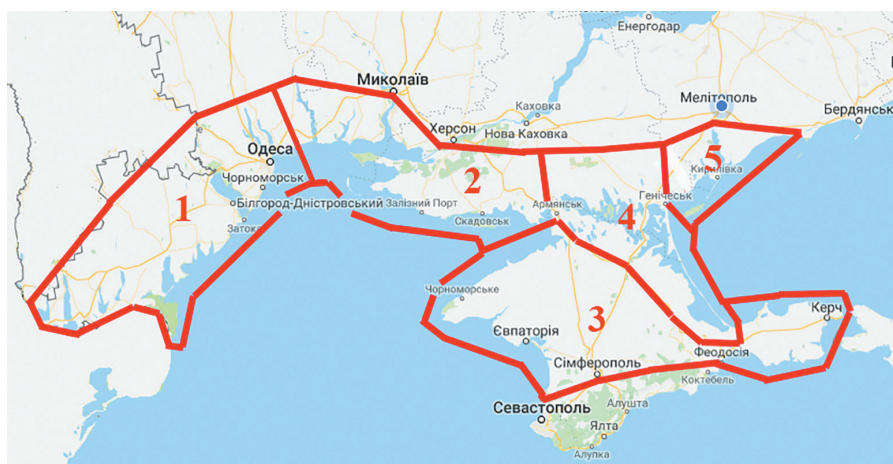 Енергодар
Миколаїв
Мелітополь
Каховка
Бердянськ
Херсон
Нова Каховка
Одеса
5
Кирилівка
2
Чорноморськ
Генічеськ
1
Білгород-Дністровський
Залізний Порт
Армянськ
4
Скадовськ
Затока
Чорноморське
3
Керч
Євпаторія
Феодосія
Сімферополь
Коктебель
Севастополь
Алушта
Ялта
Алупка